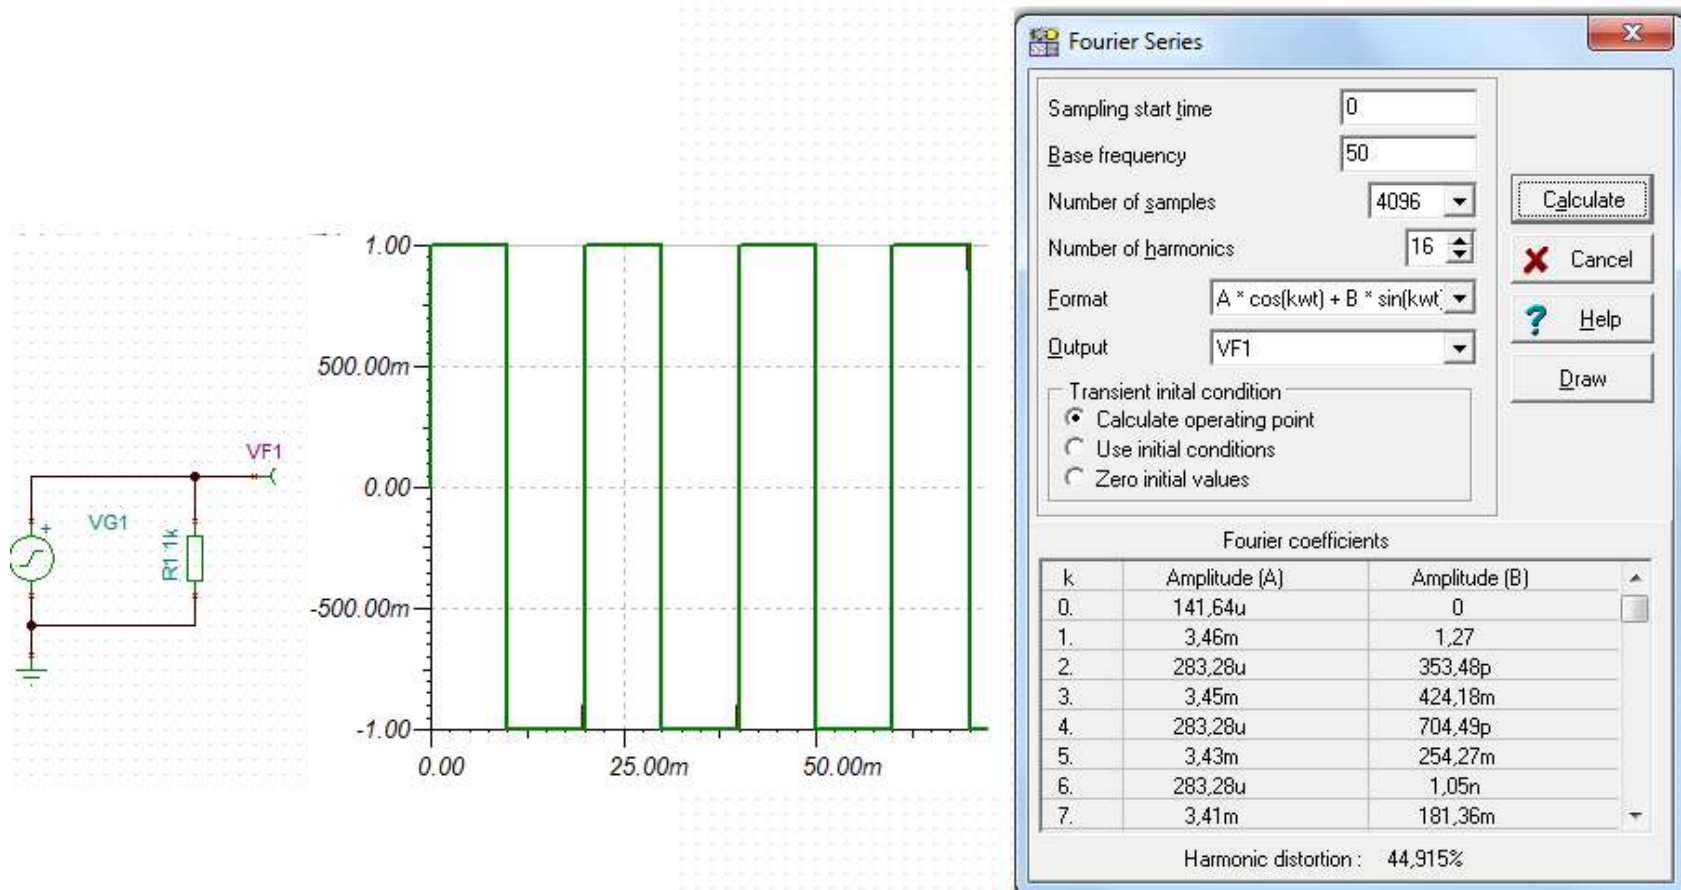 VF1
VG1
+
R1 1k
1.00
500.00m
0.00
-500.00m
-1.00
0.00 25.00m 50.00m
Fourier Series
Sampling start time 0
Base frequency 50
Number of samples 4096
Number of harmonics 16
Format A * cos(kwt) + B * sin(kwt)
Output VF1
Transient inital condition
Calculate operating point
Use initial conditions
Zero initial values
Calculate
Cancel
? Help
Draw
Fourier coefficients
k Amplitude (A) Amplitude (B)
0. 141,64u 0
1. 3,46m 1,27
2. 283,28u 353,48p
3. 3,45m 424,18m
4. 283,28u 704,49p
5. 3,43m 254,27m
6. 283,28u 1,05n
7. 3,41m 181,36m
Harmonic distortion : 44,915%